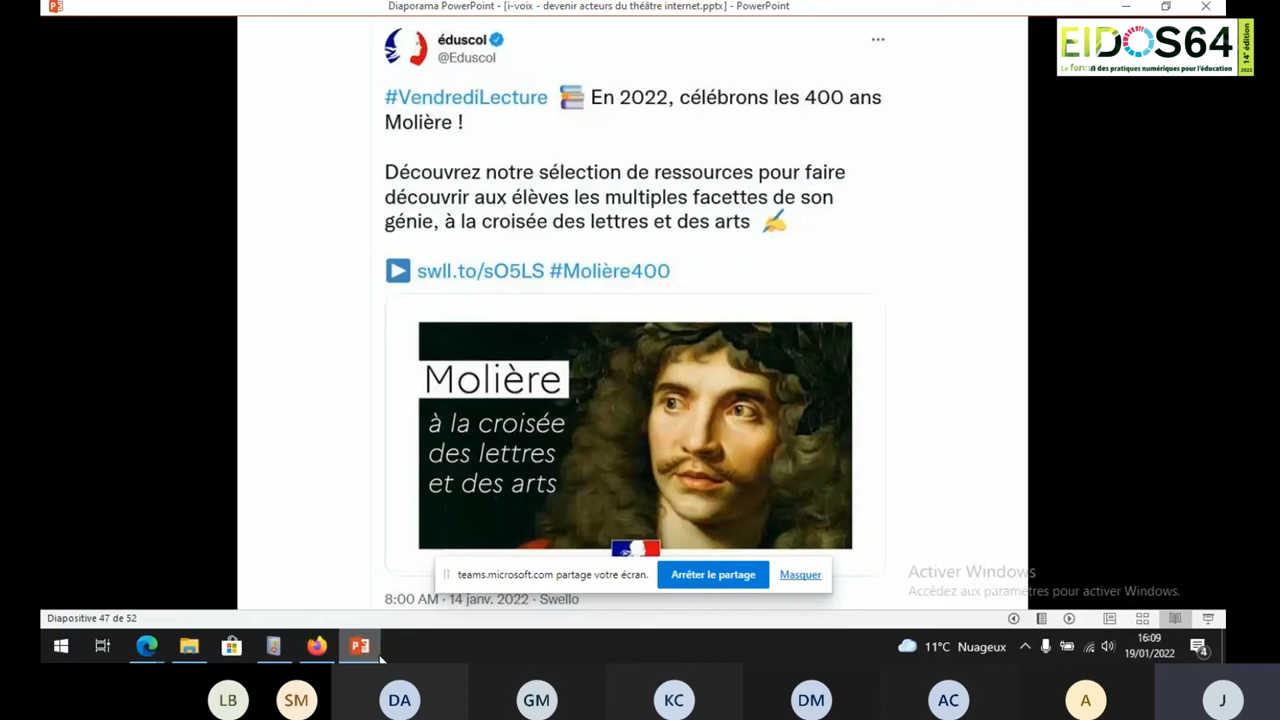 Diaporama PowerPoint - [i-voix - devenir acteurs du théâtre internet.pptx] - PowerPoint
EIDOS64
Le forum des pratiques numériques pour l'éducation
14e édition
2022
éduscol
@Eduscol
#VendrediLecture 📚 En 2022, célébrons les 400 ans
Molière !
Découvrez notre sélection de ressources pour faire
découvrir aux élèves les multiples facettes de son
génie, à la croisée des lettres et des arts ✍️
▶️ swll.to/sO5LS #Molière400
Molière
à la croisée
des lettres
et des arts
teams.microsoft.com partage votre écran.
Arrêter le partage
Masquer
Activer Windows
Accédez aux paramètres pour activer Windows.
8:00 AM · 14 janv. 2022 · Swello
Diapositive 47 de 52
11°C Nuageux
16:09
19/01/2022
4
LB
SM
DA
GM
KC
DM
AC
A
J